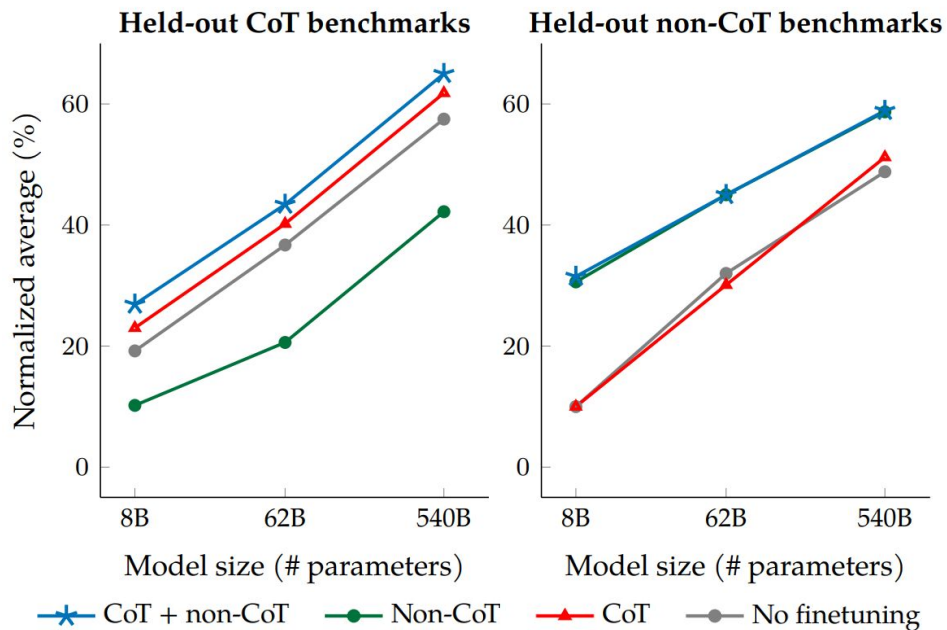 Held-out CoT benchmarks
Held-out non-CoT benchmarks
Normalized average (%)
60
40
20
0
8B
62B
540B
Model size (# parameters)
60
40
20
0
8B
62B
540B
Model size (# parameters)
CoT + non-CoT
Non-CoT
CoT
No finetuning